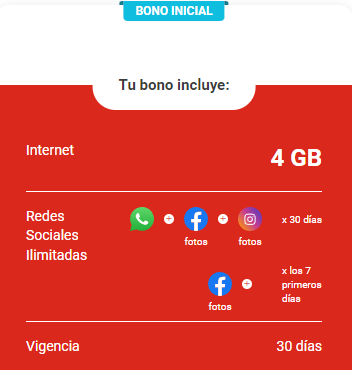 BONO INICIAL
Tu bono incluye:
Internet
4 GB
Redes
Sociales
Ilimitadas
fotos
fotos
x 30 días
fotos
x los 7
primeros
días
Vigencia
30 días